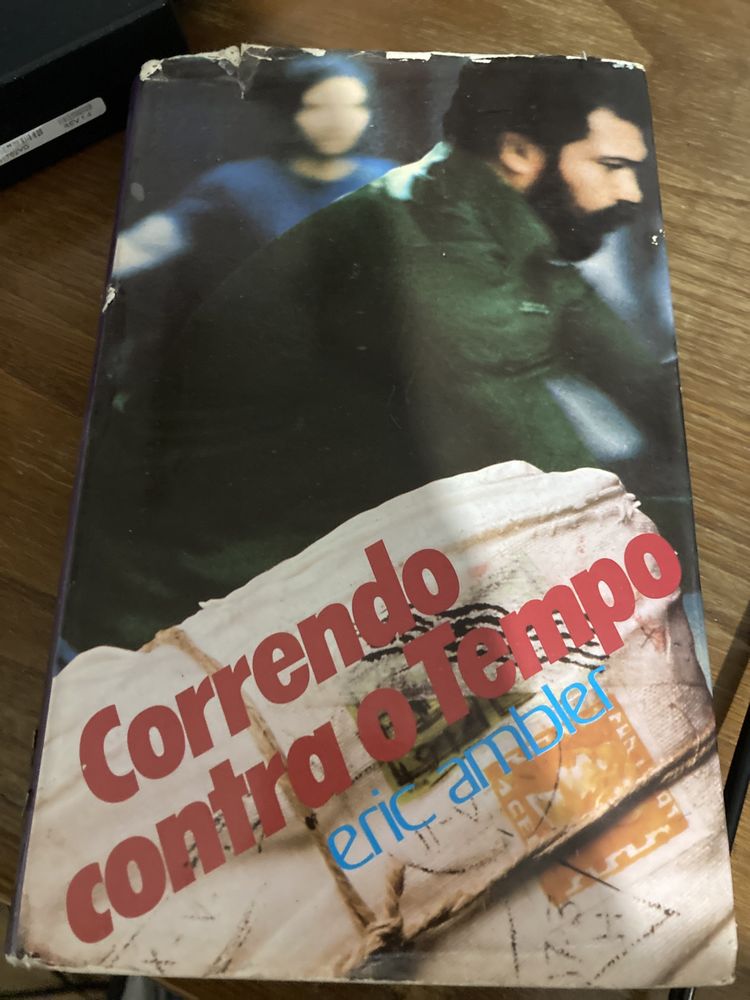 Correndo
contra o Tempo
eric ambler